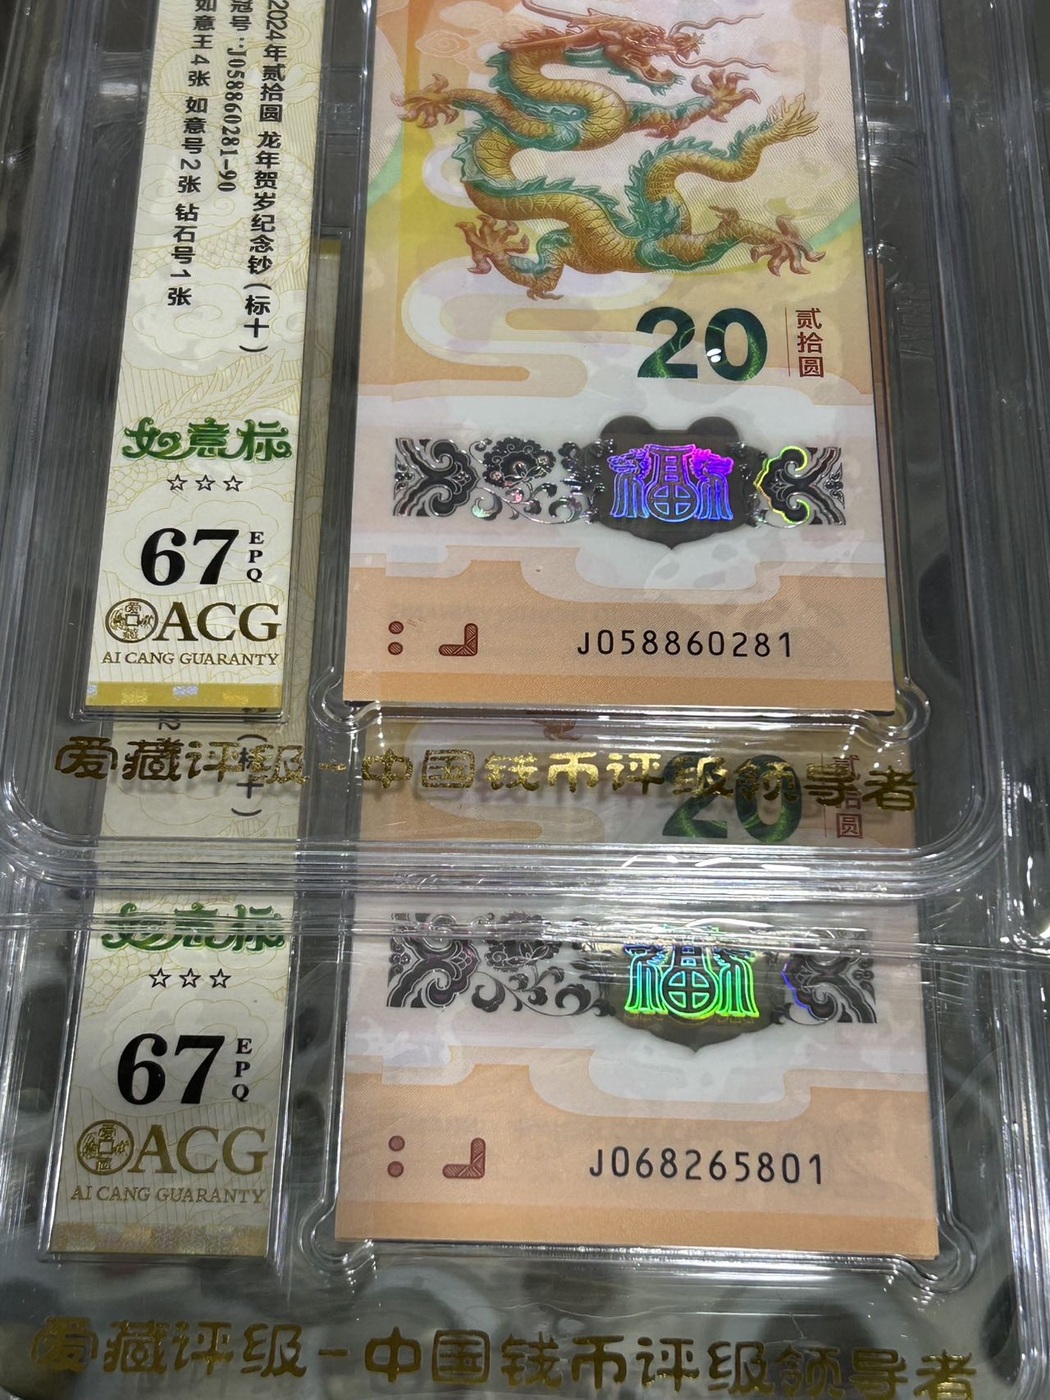 2024年贰拾圆 龙年贺岁纪念钞(标十)
冠号:J058860281-90
如意王4张 如意号2张 钻石号1张
如意标
☆☆☆
67 EPQ
ACG
AI CANG GUARANTY
20 贰拾圆
J058860281
爱藏评级-中国钱币评级领导者
(标十)
20 贰拾圆
如意标
☆☆☆
67 EPQ
ACG
AI CANG GUARANTY
J068265801
爱藏评级-中国钱币评级领导者